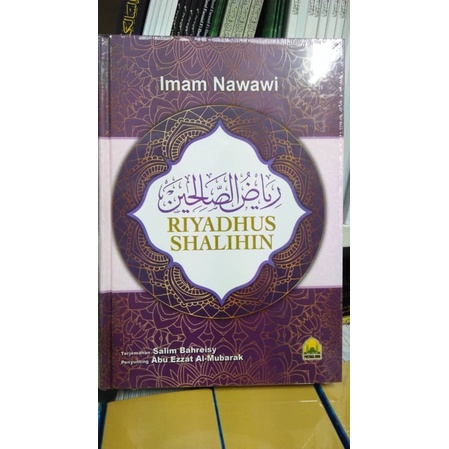 Imam Nawawi
رياض الصالحين
RIYADHUS
SHALIHIN
Terjemahan Salim Bahreisy
Penyunting Abu Ezzat Al-Mubarak